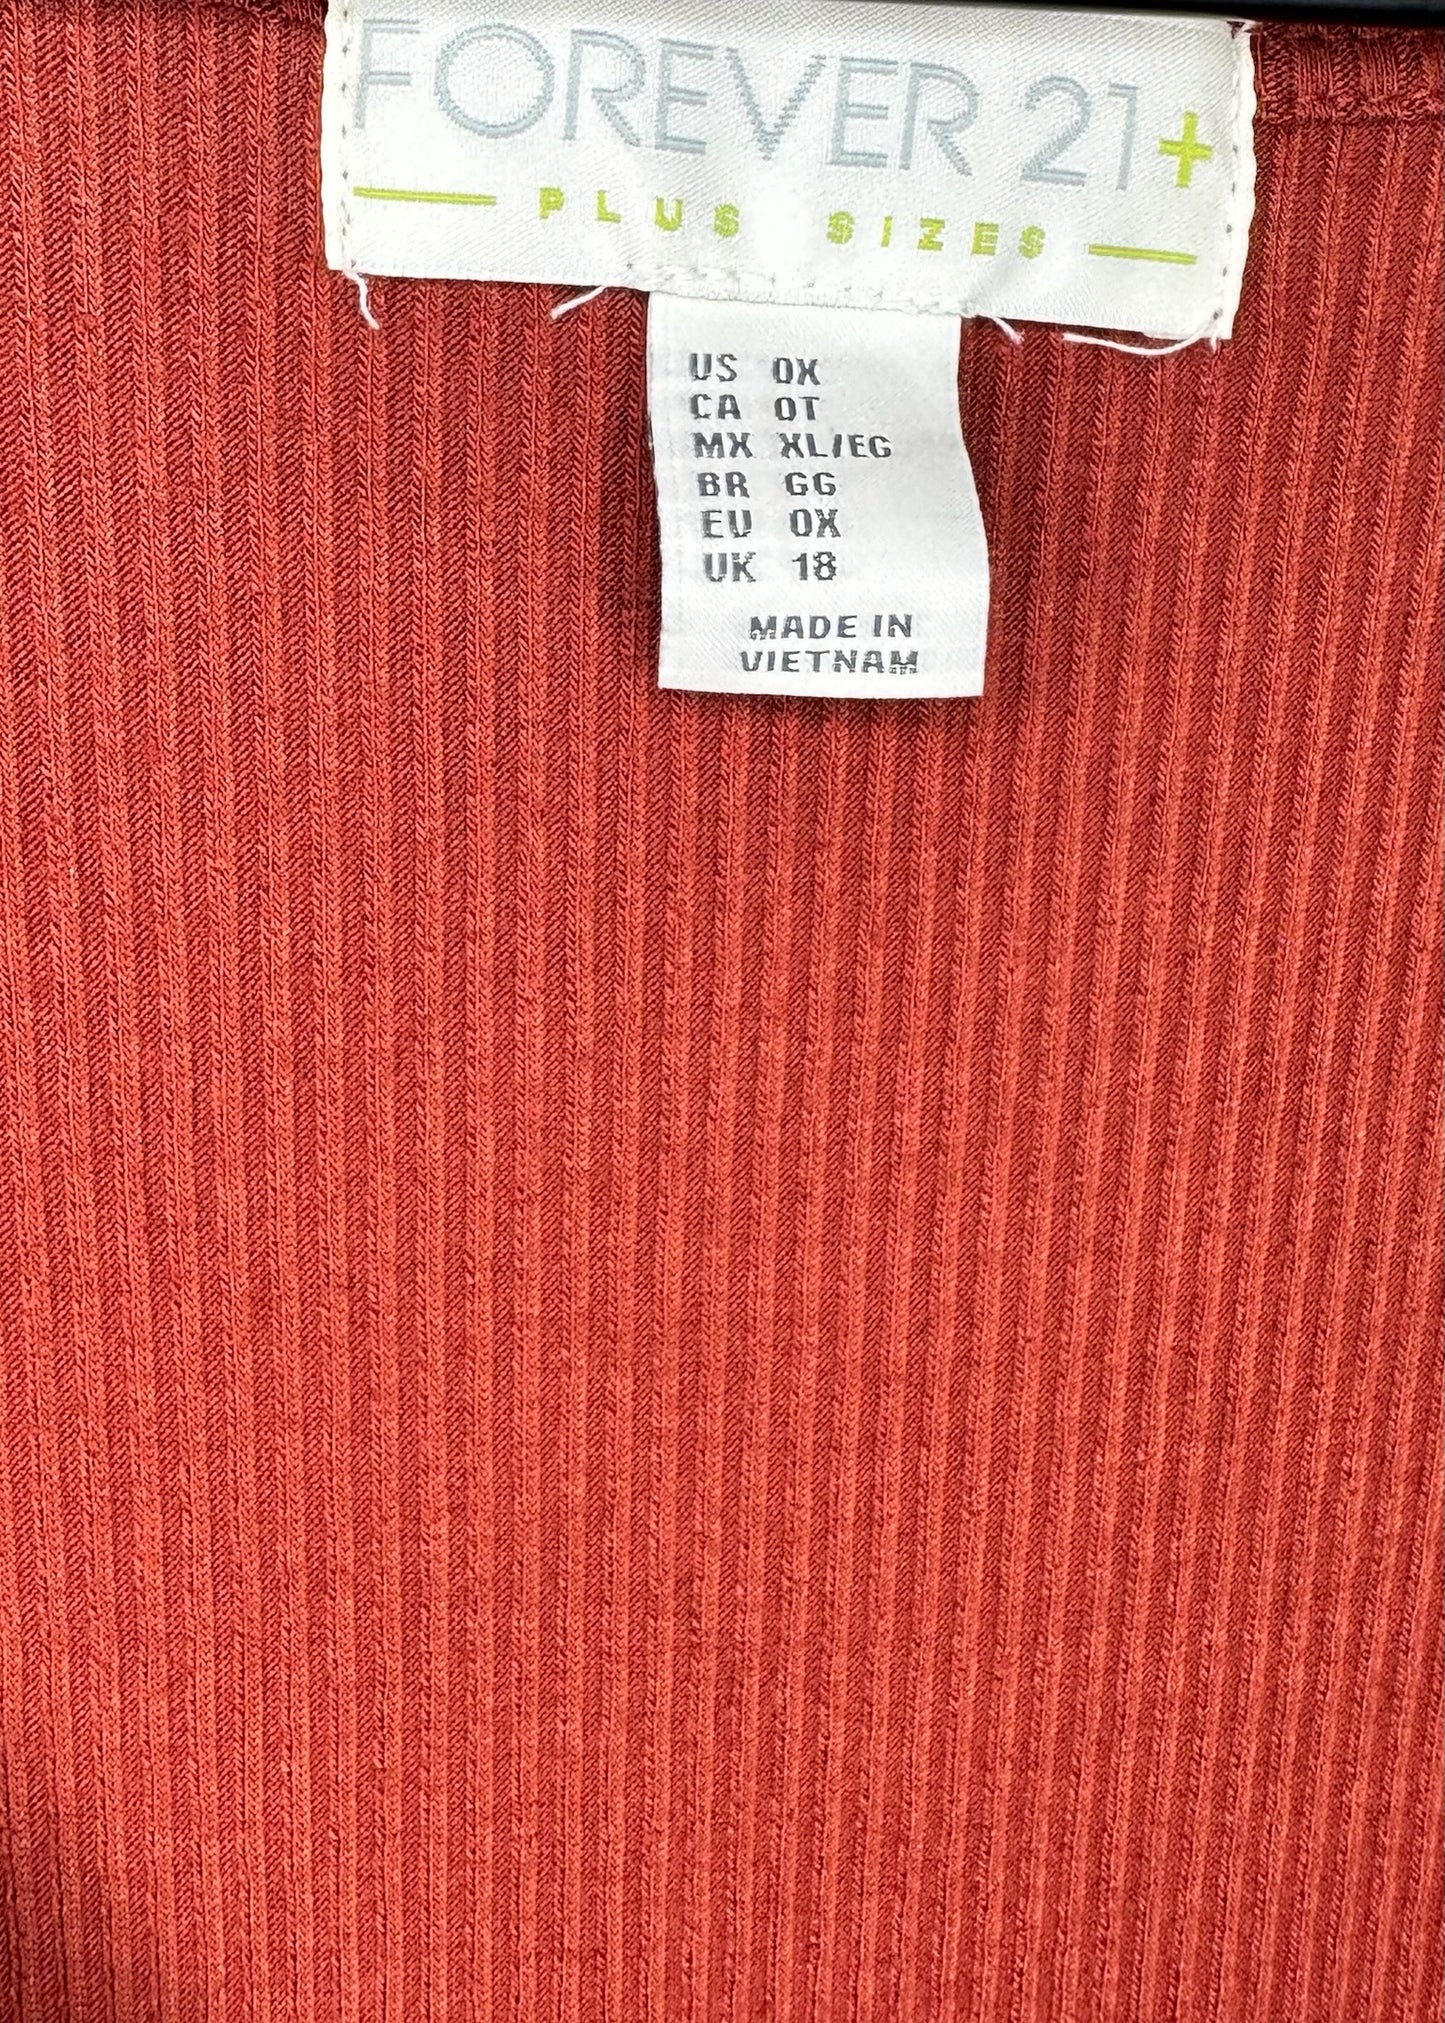 FOREVER 21+
PLUS SIZES
US 0X
CA 0T
MX XL/EG
BR GG
EU 0X
UK 18
MADE IN
VIETNAM